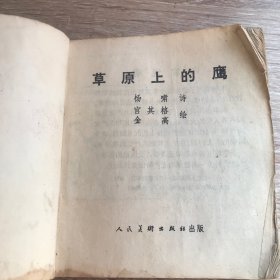 草原上的鹰
杨啸诗
官其格
金高绘
人民美术出版社出版